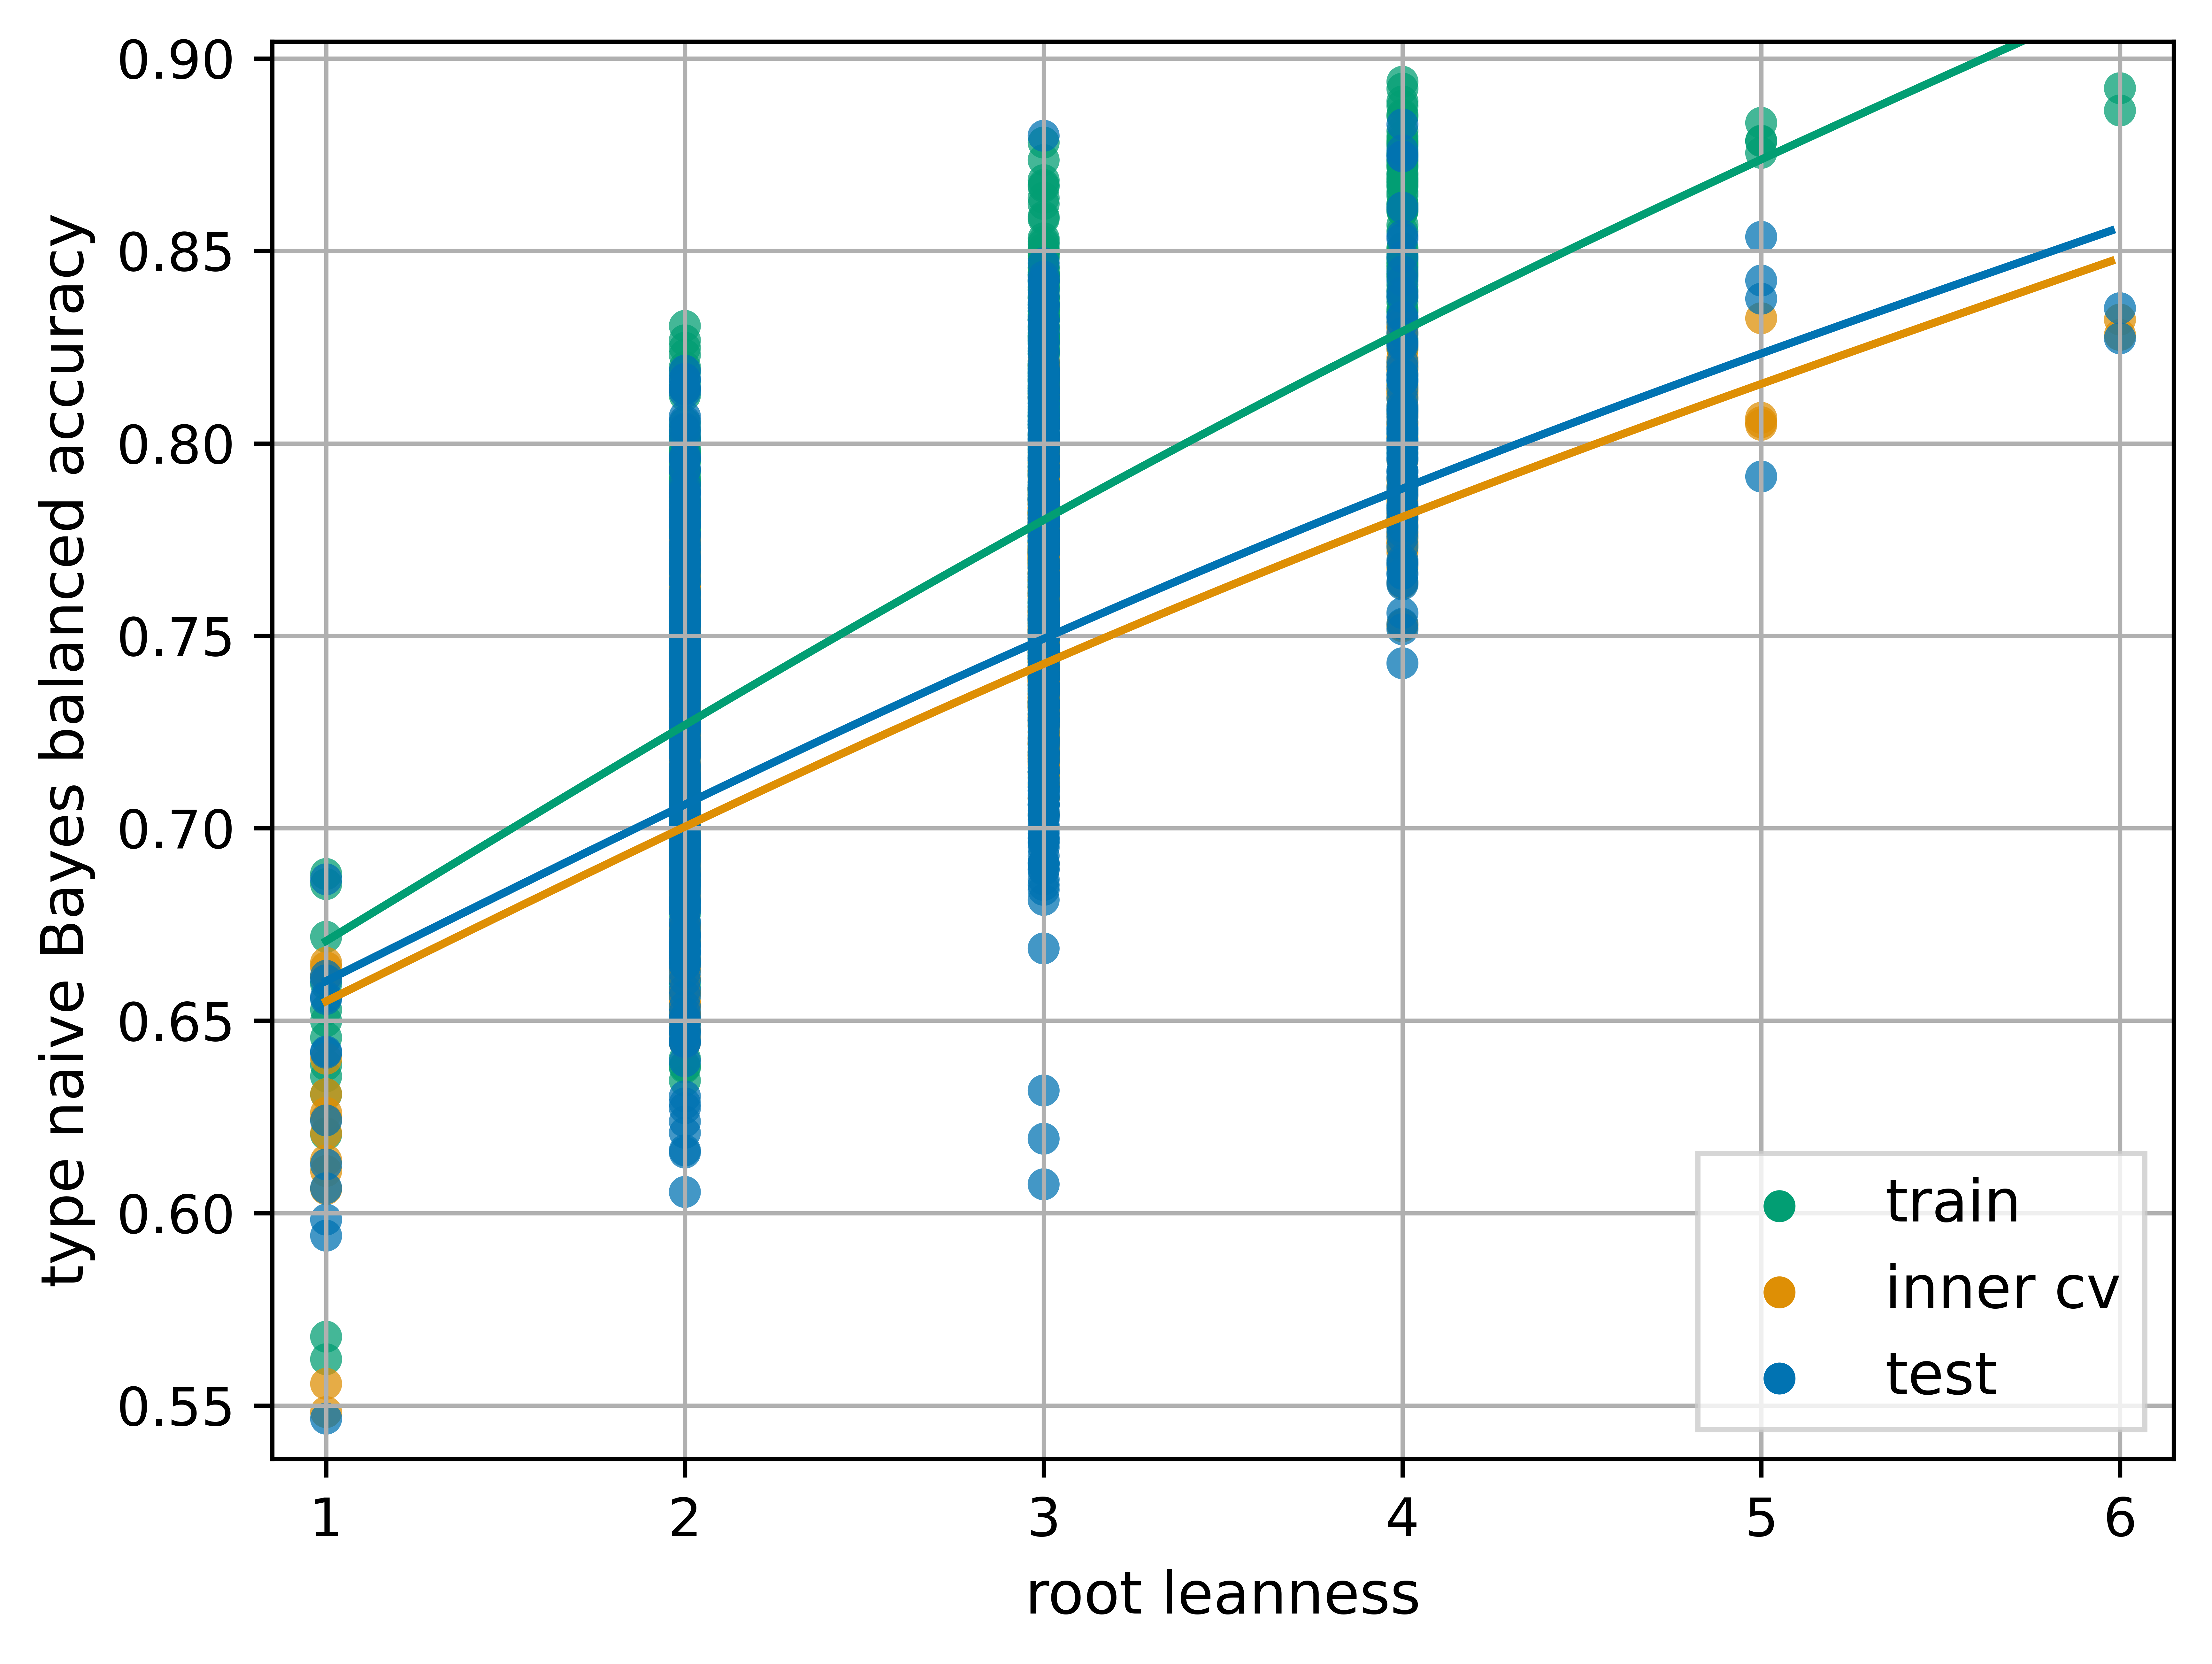 type naive Bayes balanced accuracy
0.90
0.85
0.80
0.75
0.70
0.65
0.60
0.55
train
inner cv
test
1 2 3 4 5 6
root leanness